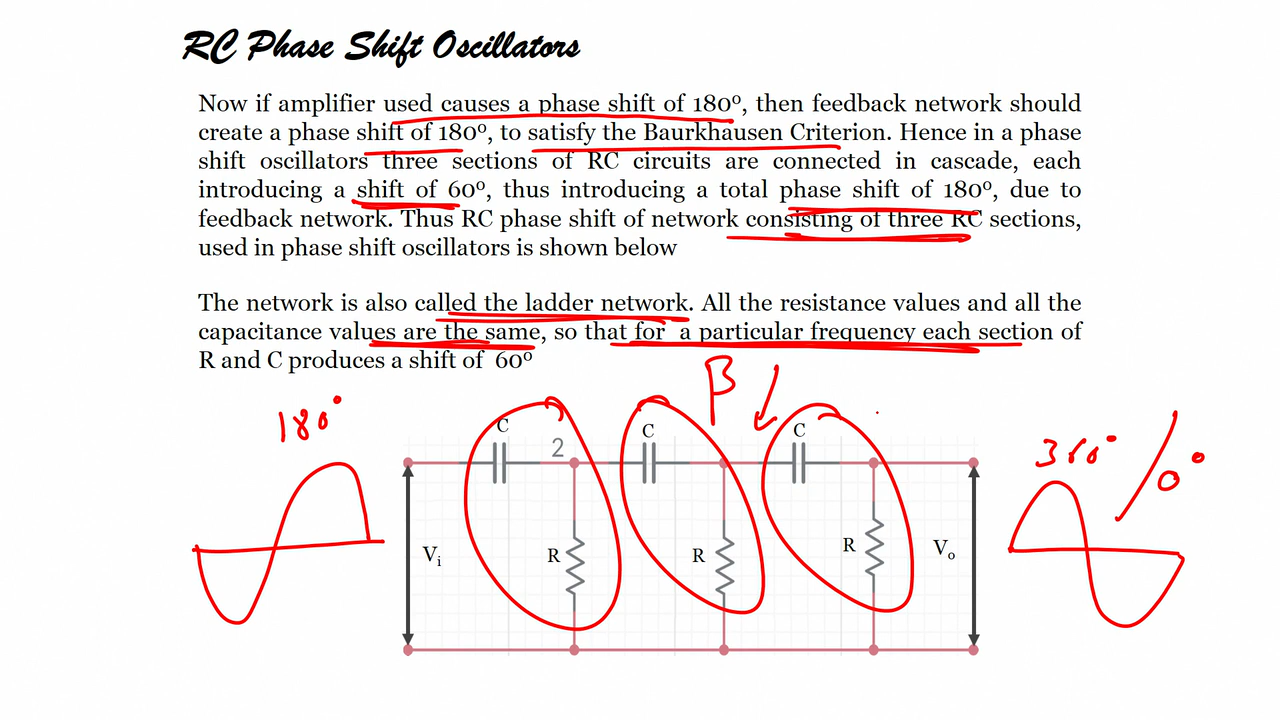 RC Phase Shift Oscillators
Now if amplifier used causes a phase shift of 180⁰, then feedback network should
create a phase shift of 180⁰, to satisfy the Baurkhausen Criterion. Hence in a phase
shift oscillators three sections of RC circuits are connected in cascade, each
introducing a shift of 60⁰, thus introducing a total phase shift of 180⁰, due to
feedback network. Thus RC phase shift of network consisting of three RC sections,
used in phase shift oscillators is shown below
The network is also called the ladder network. All the resistance values and all the
capacitance values are the same, so that for a particular frequency each section of
R and C produces a shift of 60⁰
β
180°
C
2
C
C
360°
0°
Vᵢ
R
R
R
Vₒ